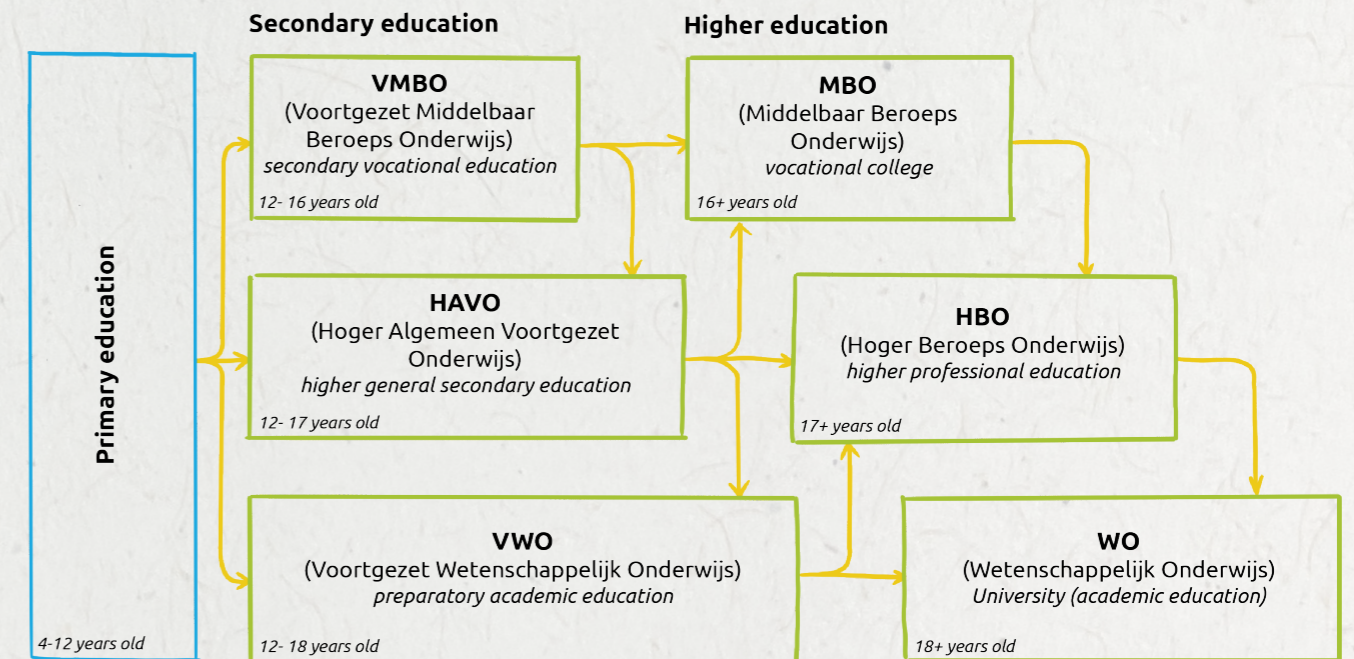 Secondary education
Higher education
Primary education
4-12 years old
VMBO
(Voortgezet Middelbaar
Beroeps Onderwijs)
secondary vocational education
12- 16 years old
MBO
(Middelbaar Beroeps
Onderwijs)
vocational college
16+ years old
HAVO
(Hoger Algemeen Voortgezet
Onderwijs)
higher general secondary education
12- 17 years old
HBO
(Hoger Beroeps Onderwijs)
higher professional education
17+ years old
VWO
(Voortgezet Wetenschappelijk Onderwijs)
preparatory academic education
12- 18 years old
WO
(Wetenschappelijk Onderwijs)
University (academic education)
18+ years old